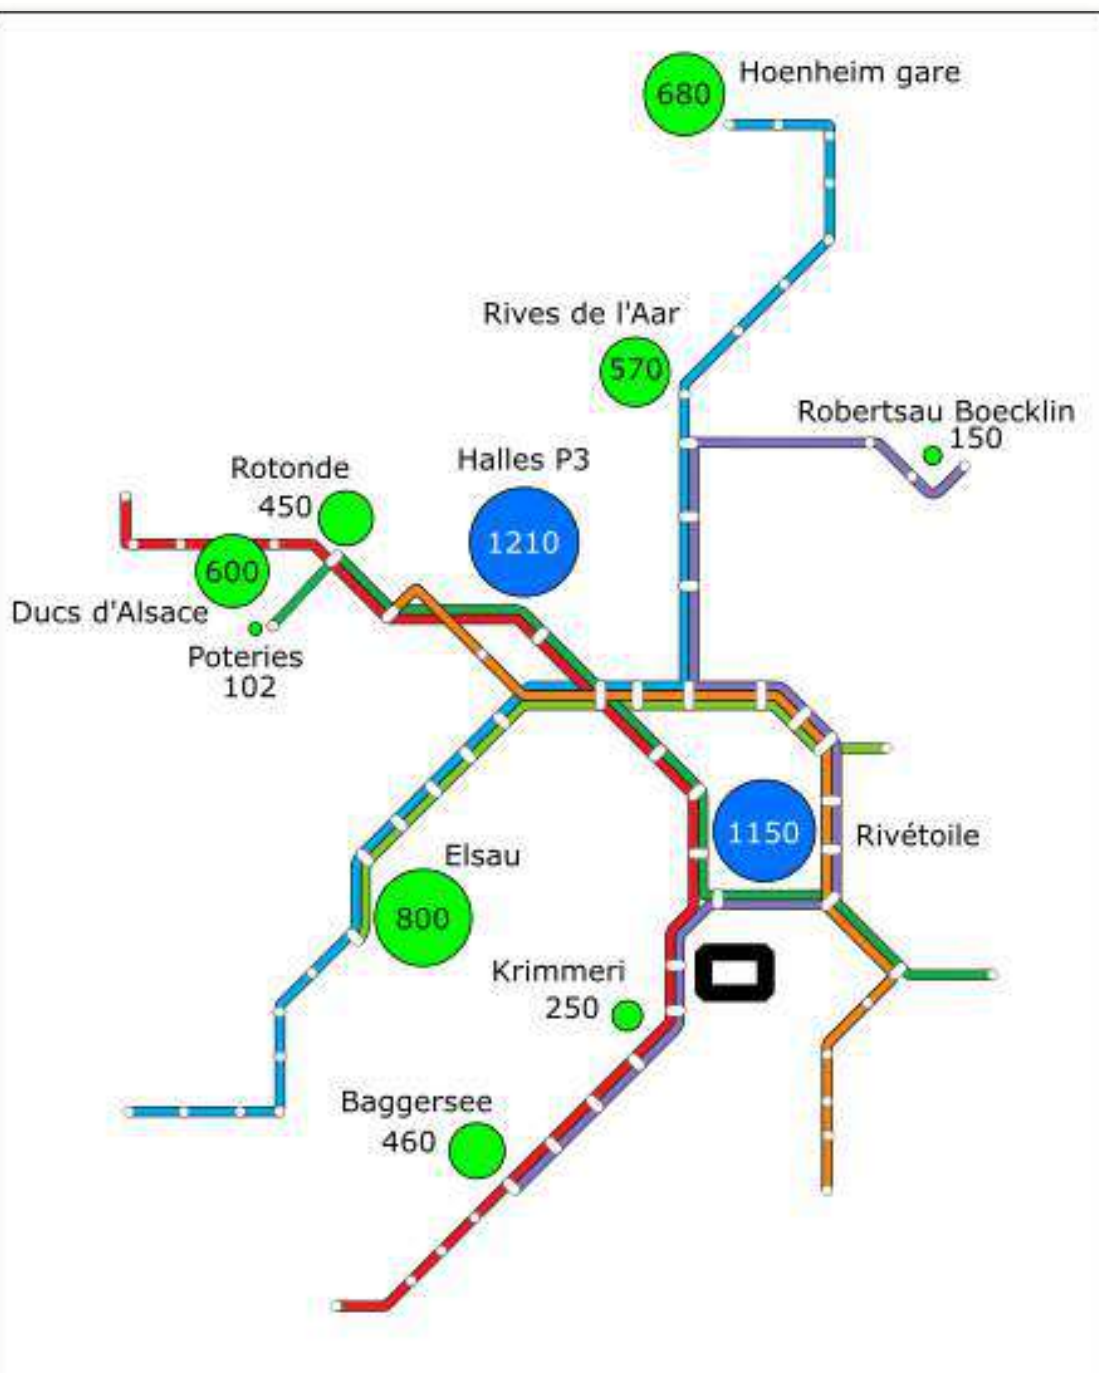 Hoenheim gare
680
Rives de l'Aar
570
Robertsau Boecklin
150
Halles P3
1210
Rotonde
450
600
Ducs d'Alsace
Poteries
102
1150
Rivétoile
Elsau
800
Krimmeri
250
Baggersee
460